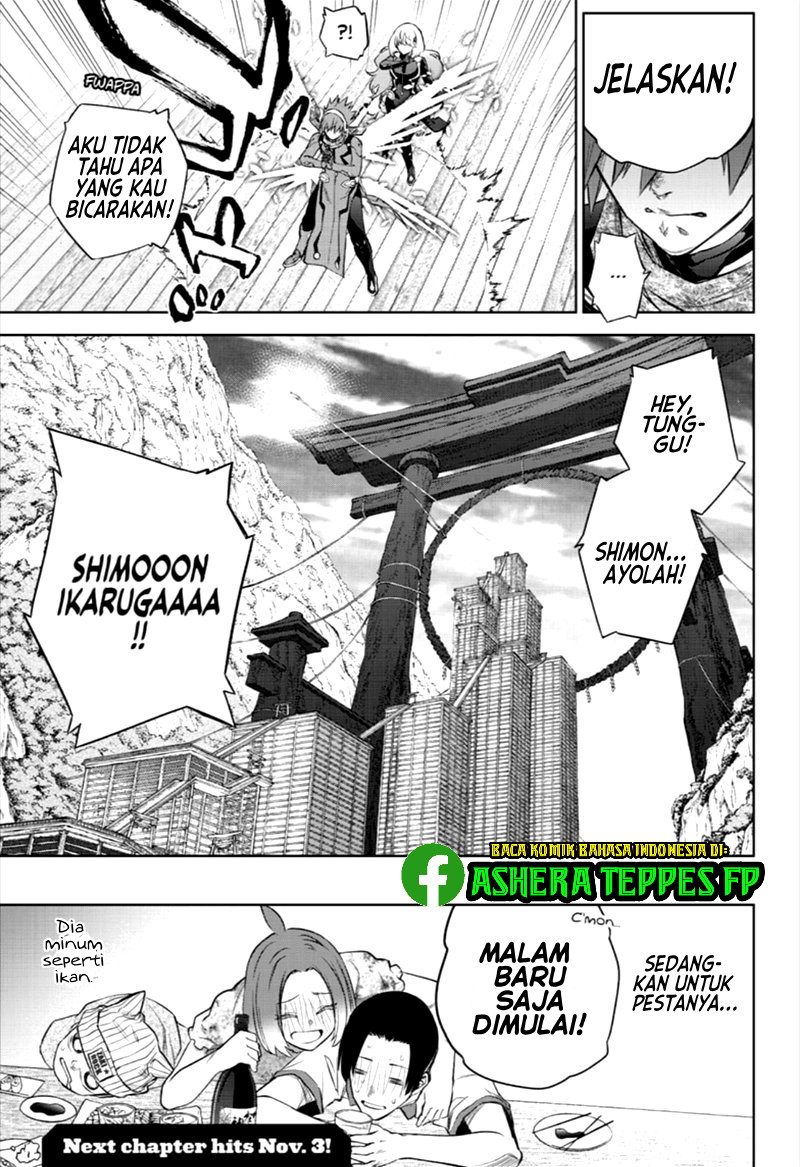 JELASKAN!
...
?!
FWAPPA
AKU TIDAK
TAHU APA
YANG KAU
BICARAKAN!
HEY,
TUNG-
GU!
SHIMON...
AYOLAH!
SHIMOOON
IKARUGAAAA
!!
BACA KOMIK BAHASA INDONESIA DI:
f ASHERA TEPPES FP
SEDANG-
KAN UNTUK
PESTANYA...
C'mon...
MALAM
BARU
SAJA
DIMULAI!
Dia
minum
seperti
ikan.
Next chapter hits Nov. 3!